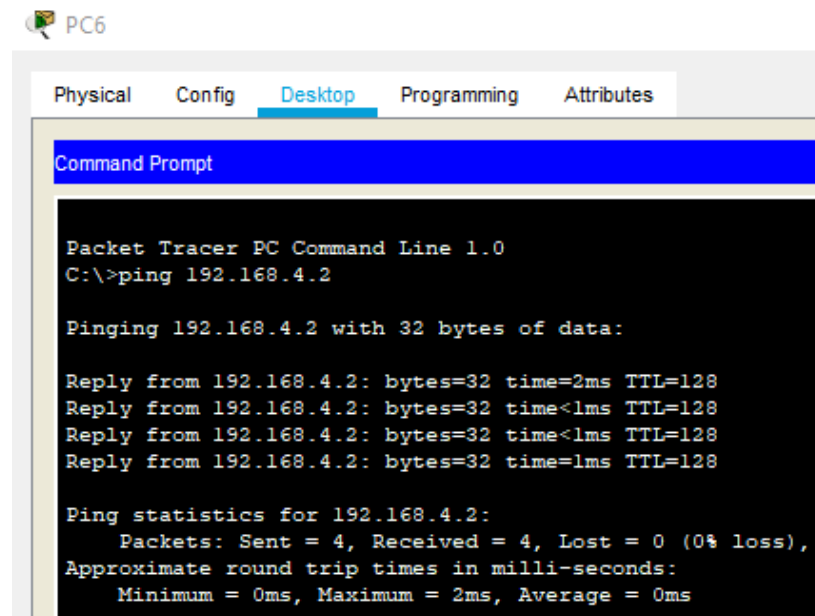 PC6
Physical Config Desktop Programming Attributes
Command Prompt
Packet Tracer PC Command Line 1.0
C:\>ping 192.168.4.2
Pinging 192.168.4.2 with 32 bytes of data:
Reply from 192.168.4.2: bytes=32 time=2ms TTL=128
Reply from 192.168.4.2: bytes=32 time<1ms TTL=128
Reply from 192.168.4.2: bytes=32 time<1ms TTL=128
Reply from 192.168.4.2: bytes=32 time=1ms TTL=128
Ping statistics for 192.168.4.2:
Packets: Sent = 4, Received = 4, Lost = 0 (0% loss),
Approximate round trip times in milli-seconds:
Minimum = 0ms, Maximum = 2ms, Average = 0ms